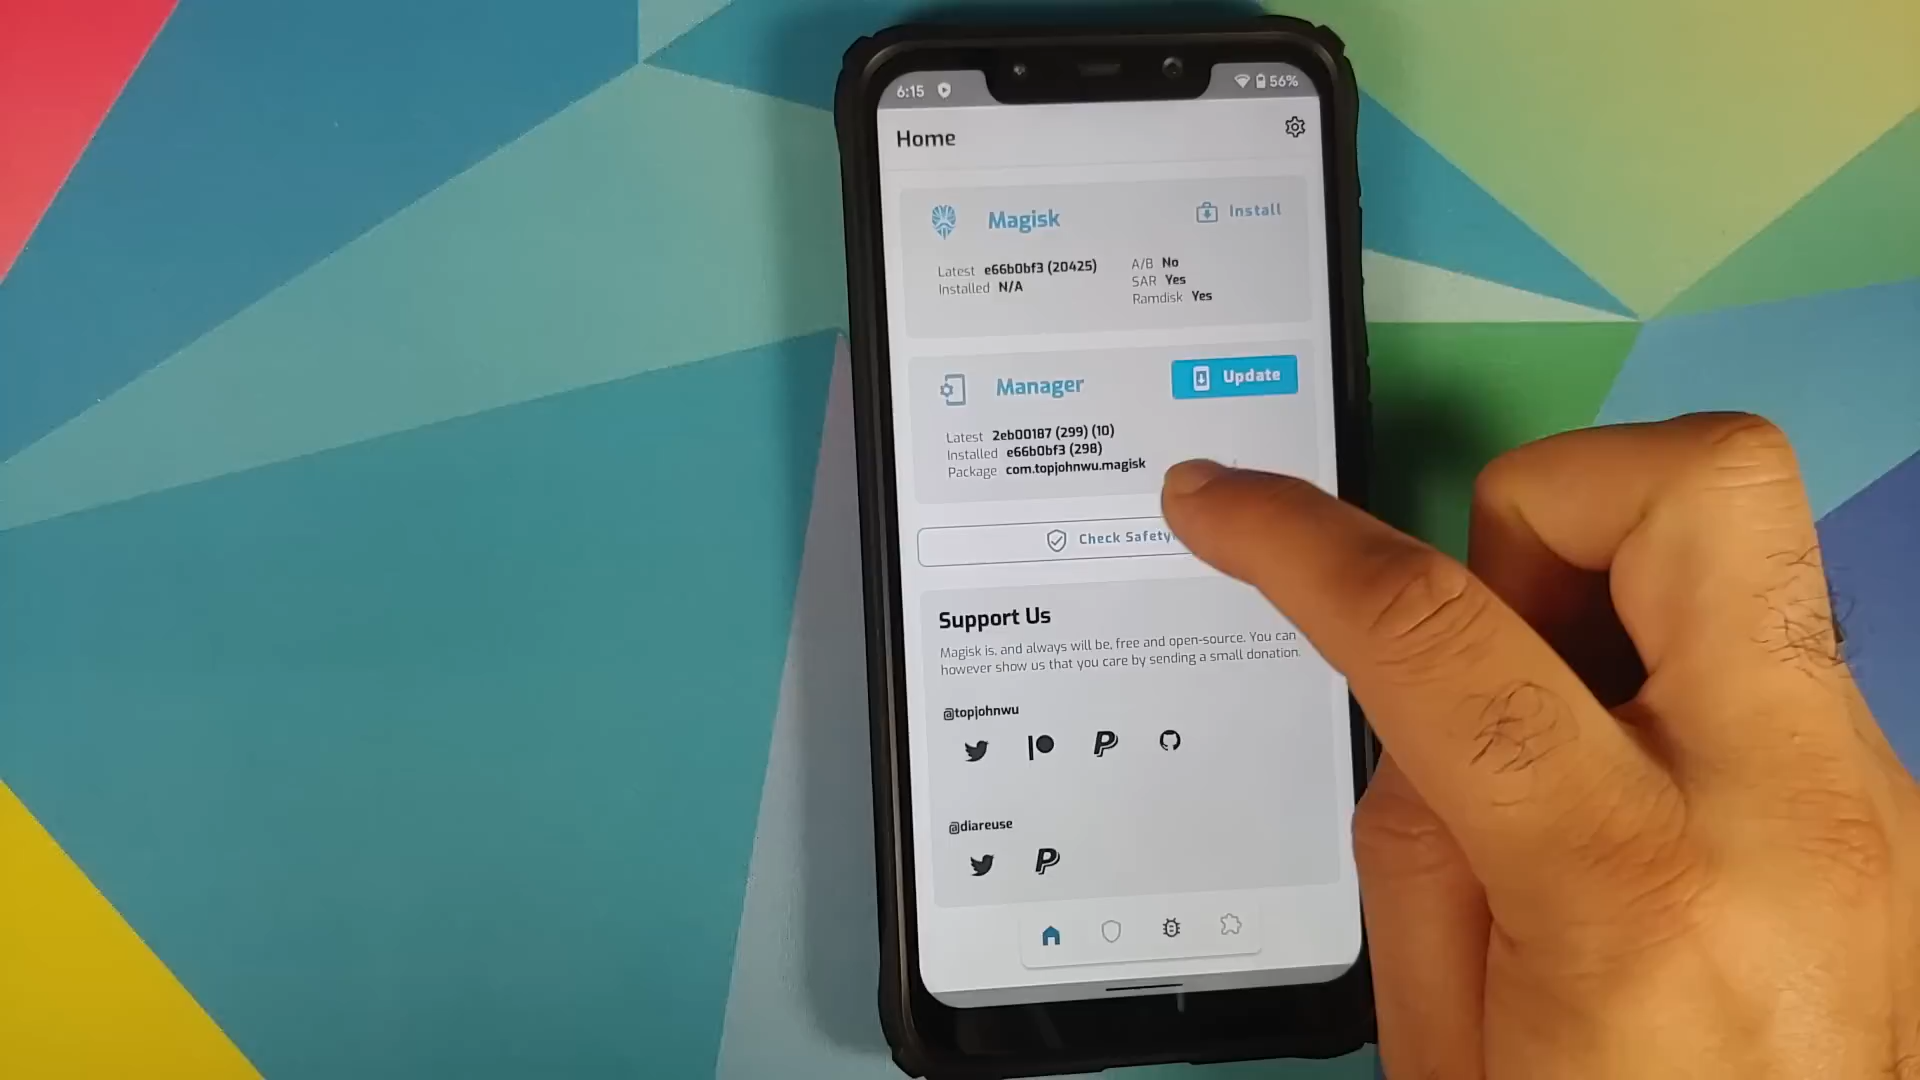 6:15
56%
Home
Magisk
Install
Latest e66b0bf3 (20425)
Installed N/A
A/B No
SAR Yes
Ramdisk Yes
Manager
Update
Latest 2eb00187 (299) (10)
Installed e66b0bf3 (298)
Package com.topjohnwu.magisk
Check Safety
Support Us
Magisk is, and always will be, free and open-source. You can
however show us that you care by sending a small donation.
@topjohnwu
@diareuse